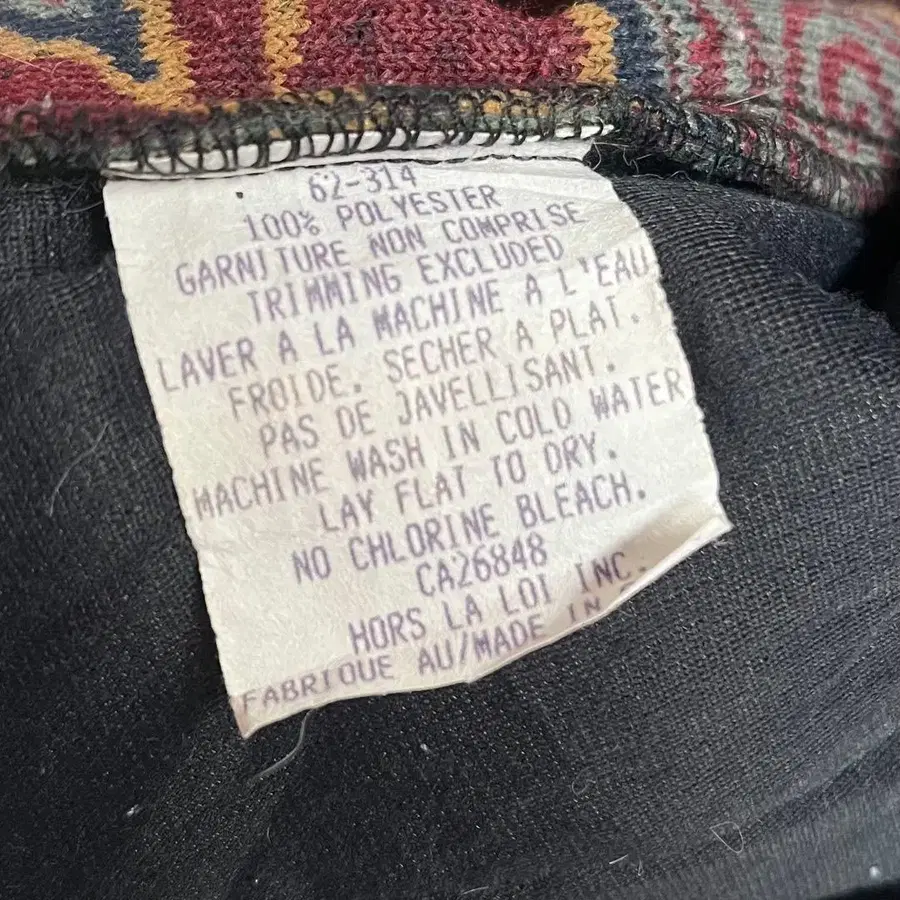 62-314
100% POLYESTER
GARNITURE NON COMPRISE
TRIMMING EXCLUDED
LAVER A LA MACHINE A L'EAU
FROIDE. SECHER A PLAT.
PAS DE JAVELLISANT.
MACHINE WASH IN COLD WATER
LAY FLAT TO DRY.
NO CHLORINE BLEACH.
CA26848
HORS LA LOI INC.
FABRIQUE AU/MADE IN